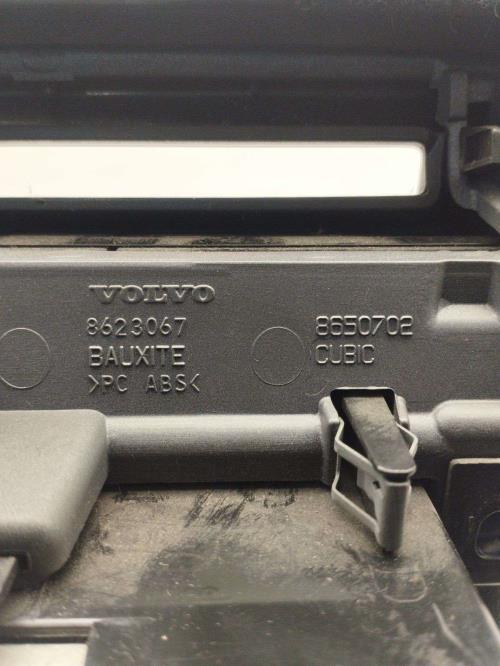 VOLVO
8623067
BAUXITE
>PC ABS<
8650702
CUBIC